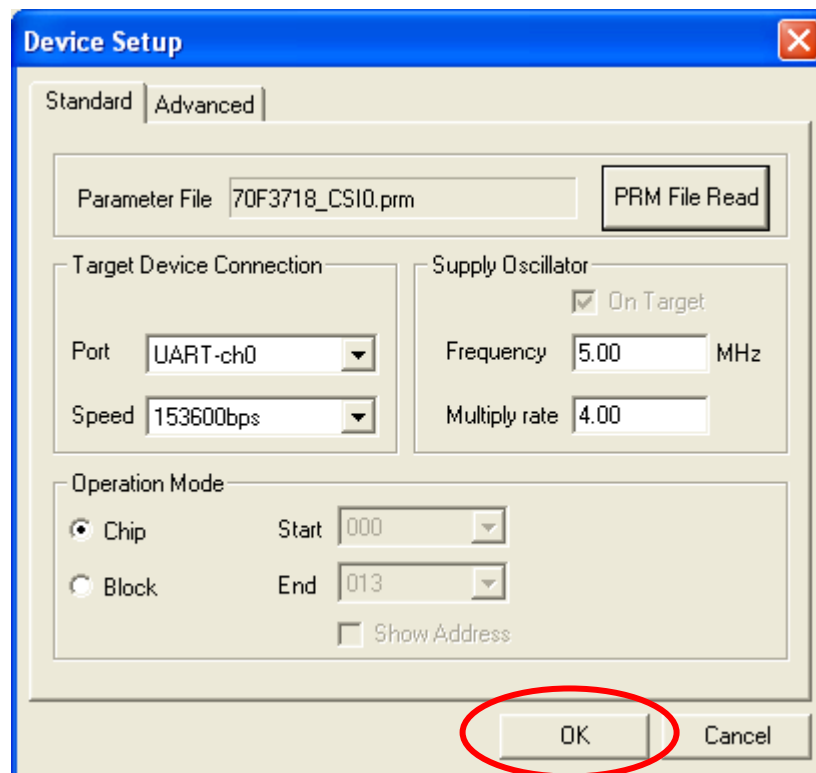 Device Setup
Standard Advanced
Parameter File 70F3718_CSI0.prm PRM File Read
Target Device Connection
Port UART-ch0
Speed 153600bps
Supply Oscillator
On Target
Frequency 5.00 MHz
Multiply rate 4.00
Operation Mode
Chip Start 000
Block End 013
Show Address
OK Cancel